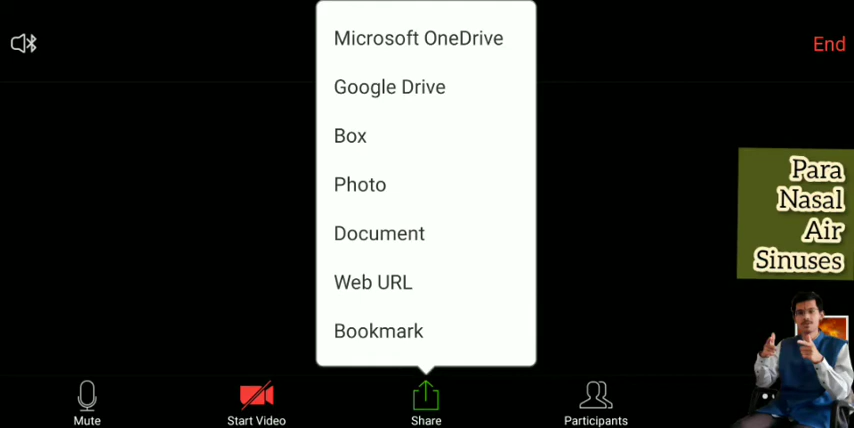 Microsoft OneDrive
End
Google Drive
Box
Photo
Document
Web URL
Bookmark
Para
Nasal
Air
Sinuses
Mute
Start Video
Share
Participants